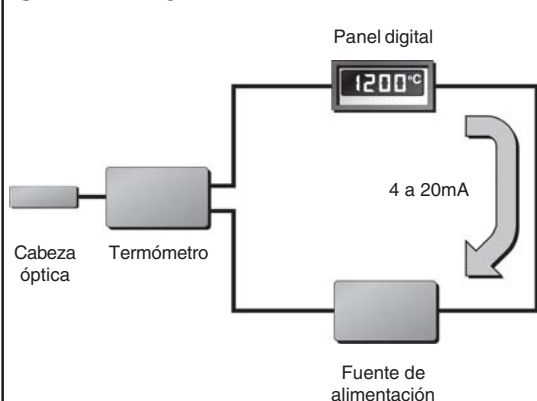 Panel digital
1200°C
4 a 20mA
Cabeza
óptica
Termómetro
Fuente de
alimentación